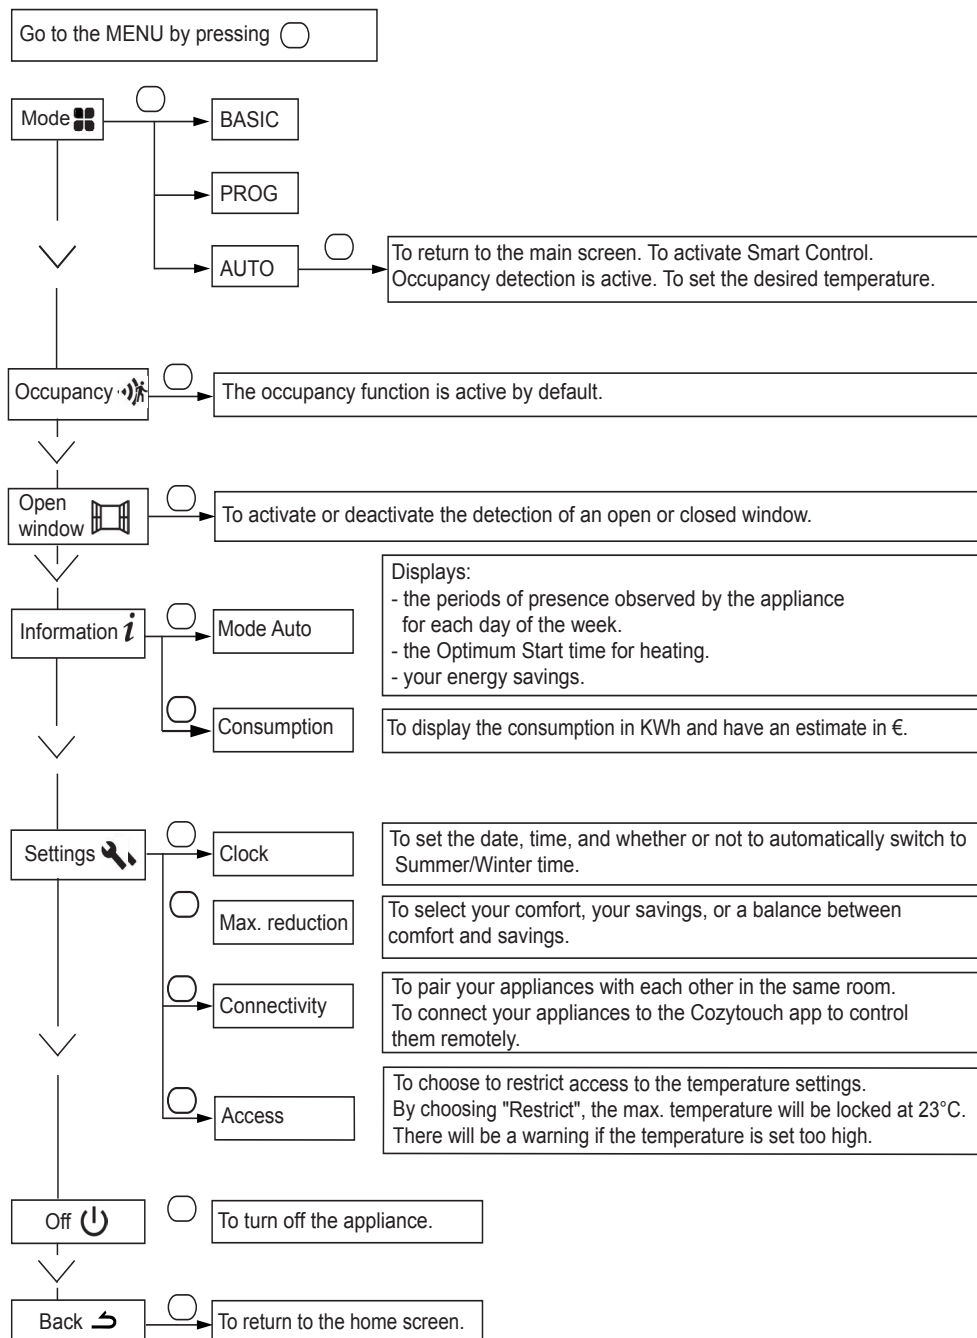 Go to the MENU by pressing
Mode
BASIC
PROG
AUTO
To return to the main screen. To activate Smart Control.
Occupancy detection is active. To set the desired temperature.
Occupancy
The occupancy function is active by default.
Open
window
To activate or deactivate the detection of an open or closed window.
Information i
Mode Auto
Displays:
- the periods of presence observed by the appliance
for each day of the week.
- the Optimum Start time for heating.
- your energy savings.
Consumption
To display the consumption in KWh and have an estimate in €.
Settings
Clock
To set the date, time, and whether or not to automatically switch to
Summer/Winter time.
Max. reduction
To select your comfort, your savings, or a balance between
comfort and savings.
Connectivity
To pair your appliances with each other in the same room.
To connect your appliances to the Cozytouch app to control
them remotely.
Access
To choose to restrict access to the temperature settings.
By choosing "Restrict", the max. temperature will be locked at 23°C.
There will be a warning if the temperature is set too high.
Off
To turn off the appliance.
Back
To return to the home screen.